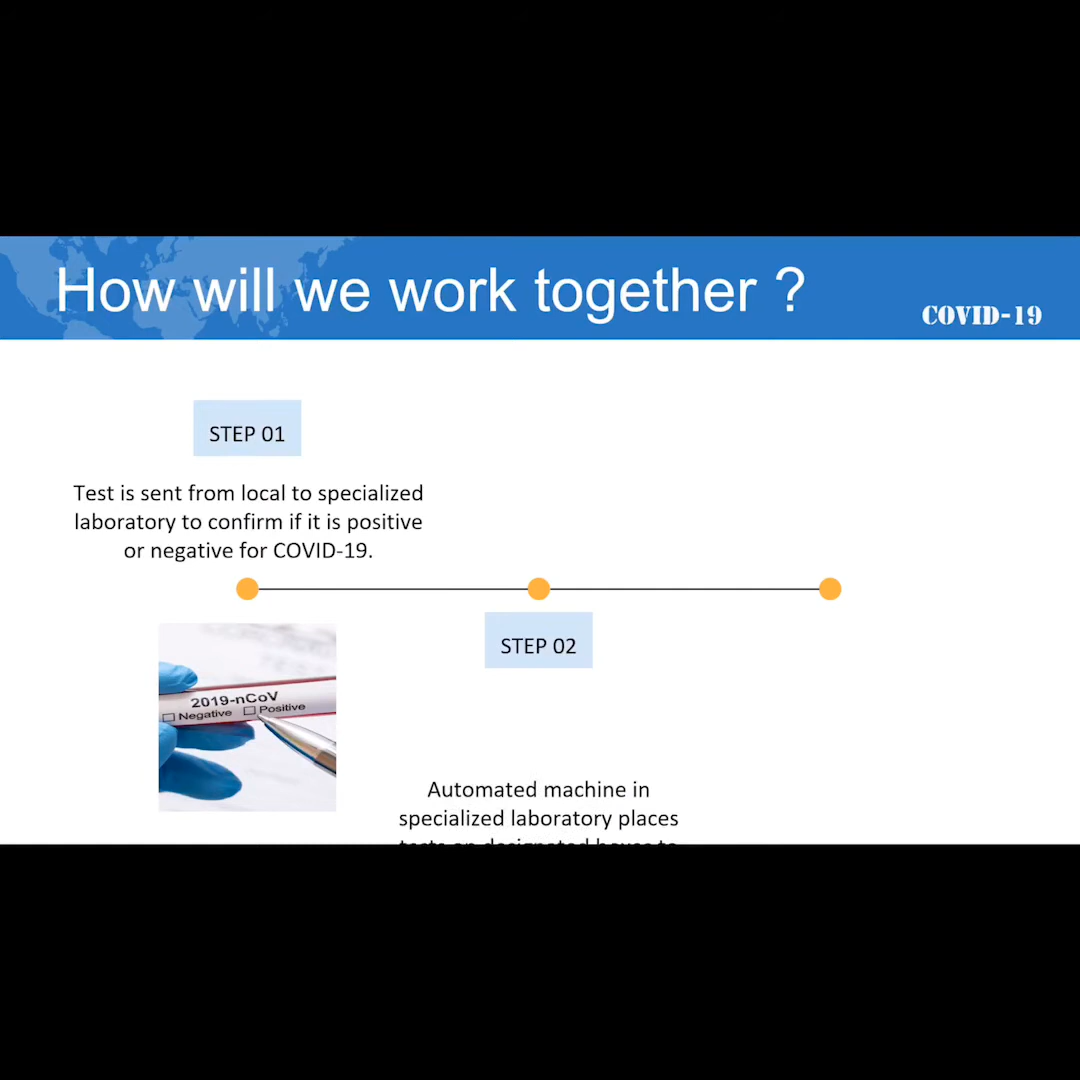 How will we work together ?
COVID-19
STEP 01
Test is sent from local to specialized
laboratory to confirm if it is positive
or negative for COVID-19.
STEP 02
2019-nCoV
Negative Positive
Automated machine in
specialized laboratory places